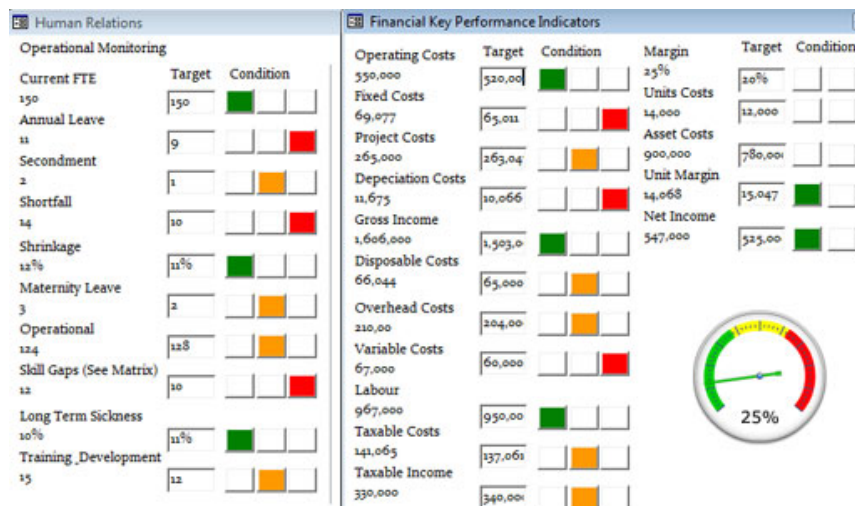 Human Relations
Operational Monitoring
Target Condition
Current FTE
150
150
Annual Leave
11
9
Secondment
2
1
Shortfall
14
10
Shrinkage
12%
11%
Maternity Leave
3
2
Operational
124
128
Skill Gaps (See Matrix)
12
10
Long Term Sickness
10%
11%
Training_Development
15
12
Financial Key Performance Indicators
Target Condition
Operating Costs
550,000
520,00
Fixed Costs
69,077
65,011
Project Costs
265,000
263,04
Depeciation Costs
11,675
10,066
Gross Income
1,606,000
1,503,0
Disposable Costs
66,044
65,000
Overhead Costs
210,00
204,00
Variable Costs
67,000
60,000
Labour
967,000
950,00
Taxable Costs
141,065
137,061
Taxable Income
330,000
340,00
Target Condition
Margin
25%
20%
Units Costs
14,000
12,000
Asset Costs
900,000
780,00
Unit Margin
14,068
15,047
Net Income
547,000
525,00
25%